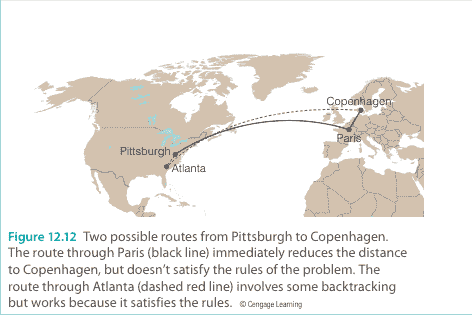 Copenhagen
Paris
Pittsburgh
Atlanta
Figure 12.12 Two possible routes from Pittsburgh to Copenhagen.
The route through Paris (black line) immediately reduces the distance
to Copenhagen, but doesn't satisfy the rules of the problem. The
route through Atlanta (dashed red line) involves some backtracking
but works because it satisfies the rules. © Cengage Learning